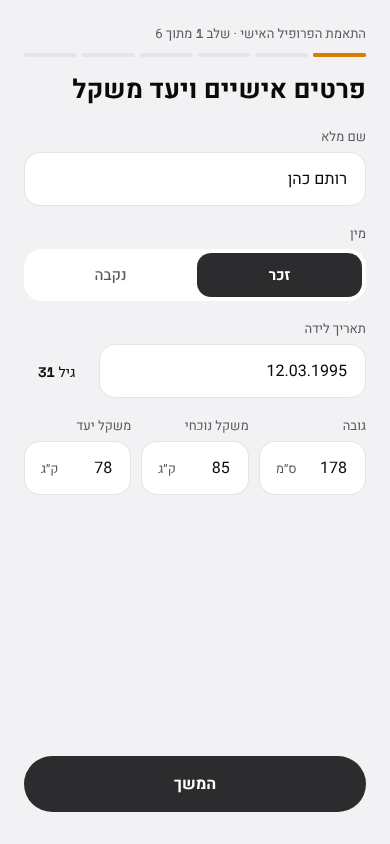 התאמת הפרופיל האישי · שלב 1 מתוך 6
פרטים אישיים ויעד משקל
שם מלא
רותם כהן
מין
זכר
נקבה
תאריך לידה
12.03.1995
גיל 31
גובה
משקל נוכחי
משקל יעד
178 ס״מ
85 ק״ג
78 ק״ג
המשך